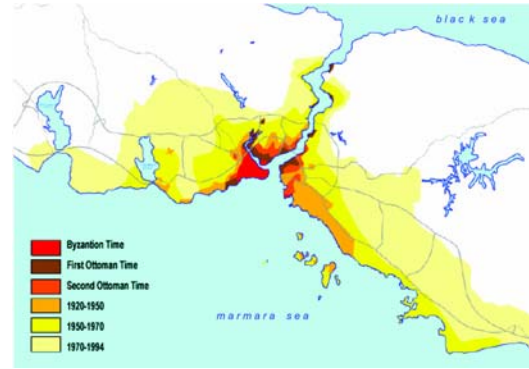 black sea
Byzantion Time
First Ottoman Time
Second Ottoman Time
1920-1950
1950-1970
1970-1994
marmara sea